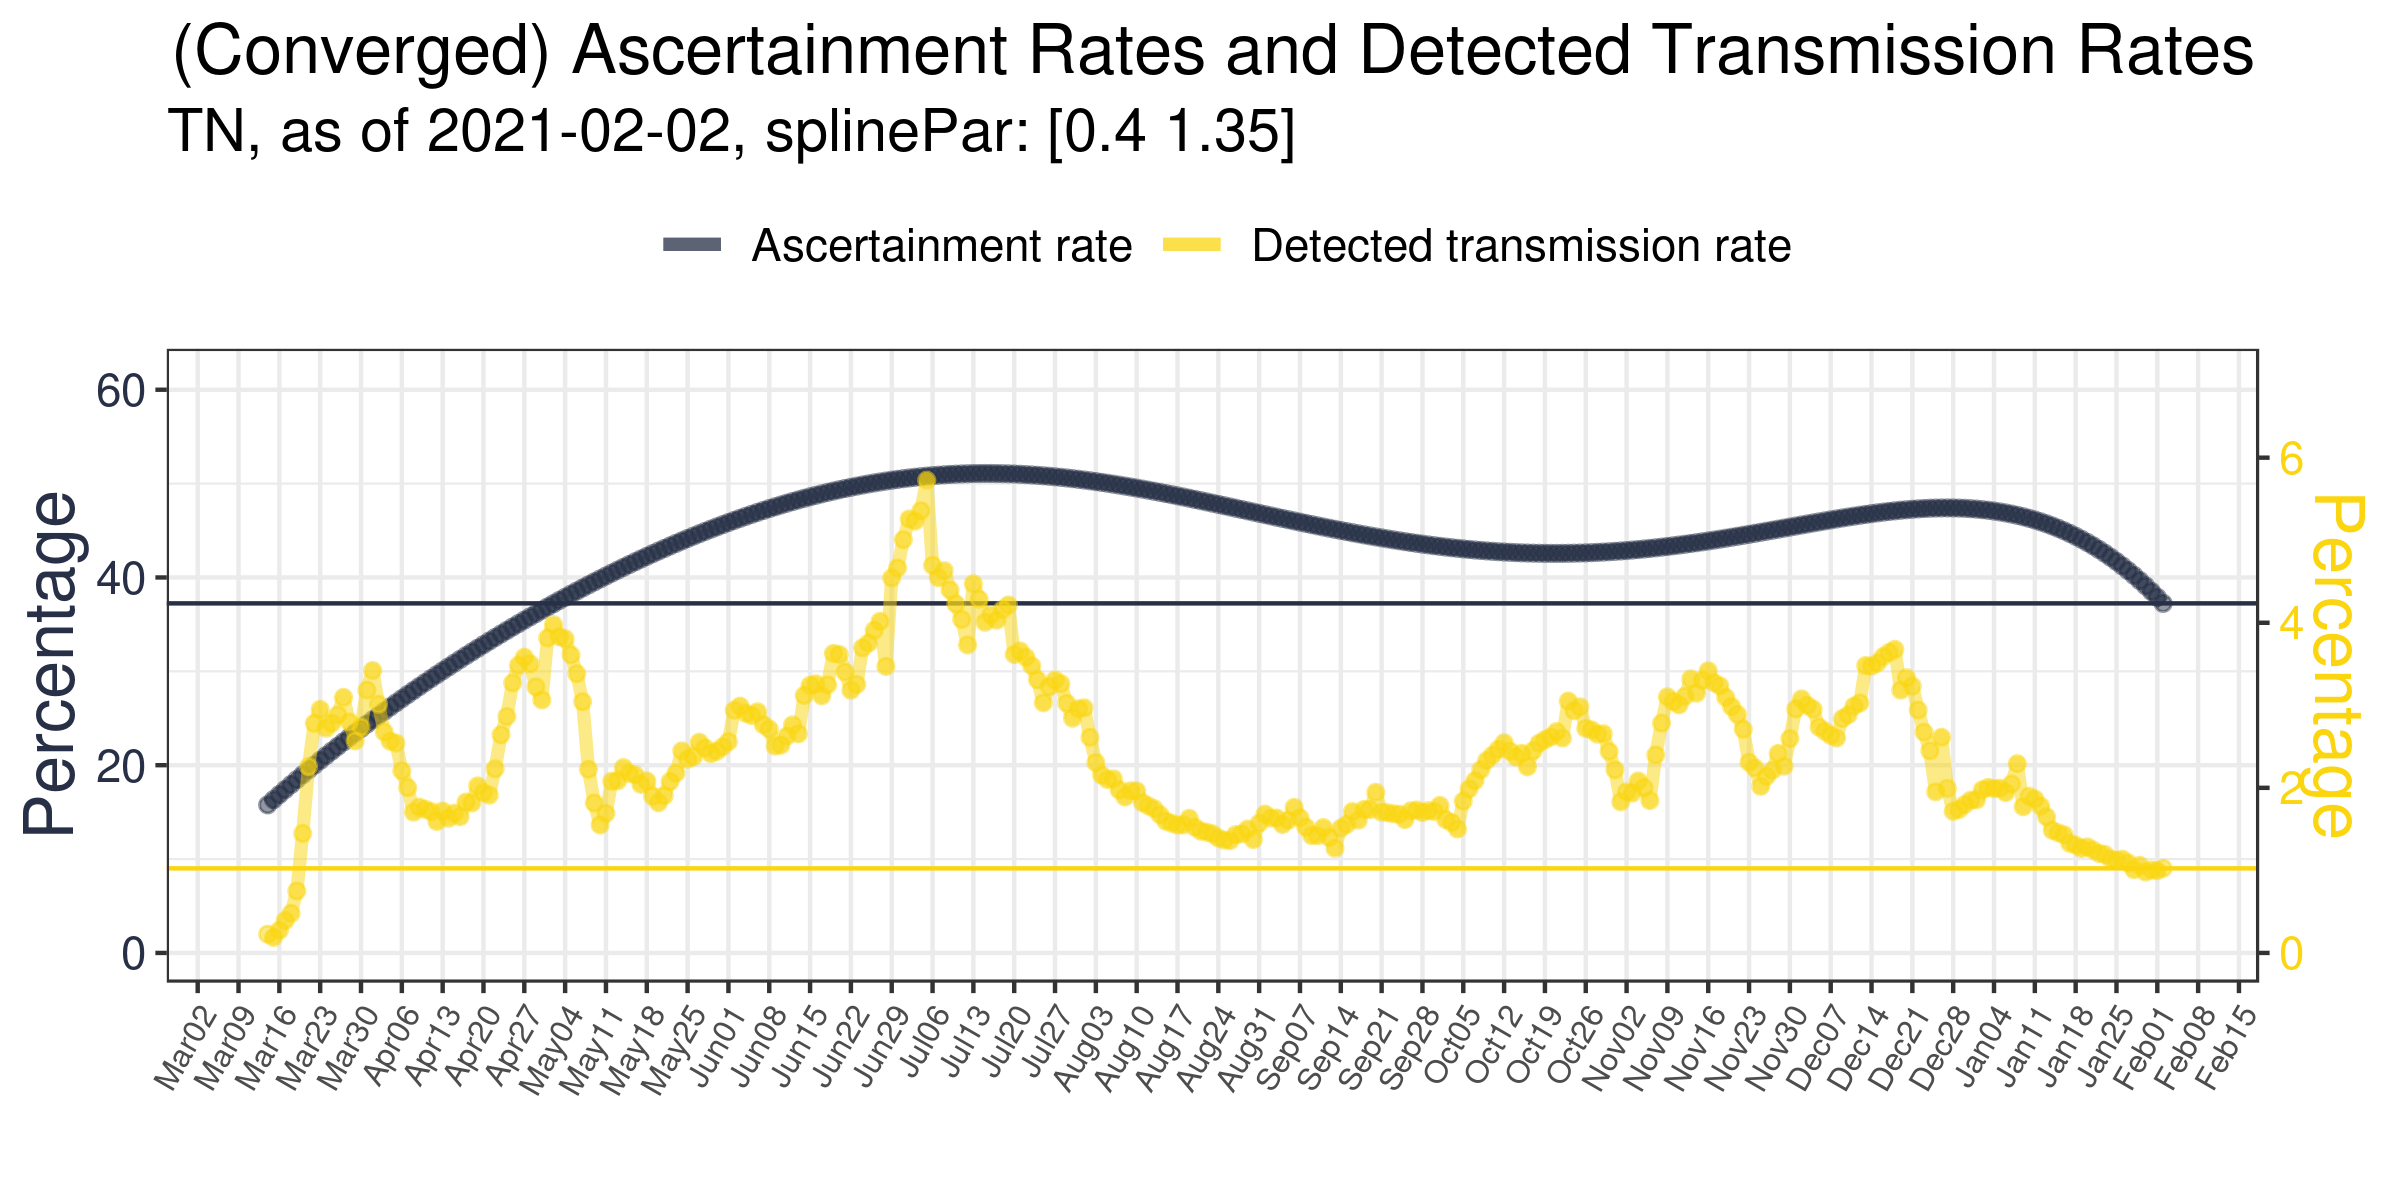 (Converged) Ascertainment Rates and Detected Transmission Rates
TN, as of 2021-02-02, splinePar: [0.4 1.35]
Ascertainment rate Detected transmission rate
Percentage
60
40
20
0
6
4
2
0
Percentage
Mar02 Mar09 Mar16 Mar23 Mar30 Apr06 Apr13 Apr20 Apr27 May04 May11 May18 May25 Jun01 Jun08 Jun15 Jun22 Jun29 Jul06 Jul13 Jul20 Jul27 Aug03 Aug10 Aug17 Aug24 Aug31 Sep07 Sep14 Sep21 Sep28 Oct05 Oct12 Oct19 Oct26 Nov02 Nov09 Nov16 Nov23 Nov30 Dec07 Dec14 Dec21 Dec28 Jan04 Jan11 Jan18 Jan25 Feb01 Feb08 Feb15